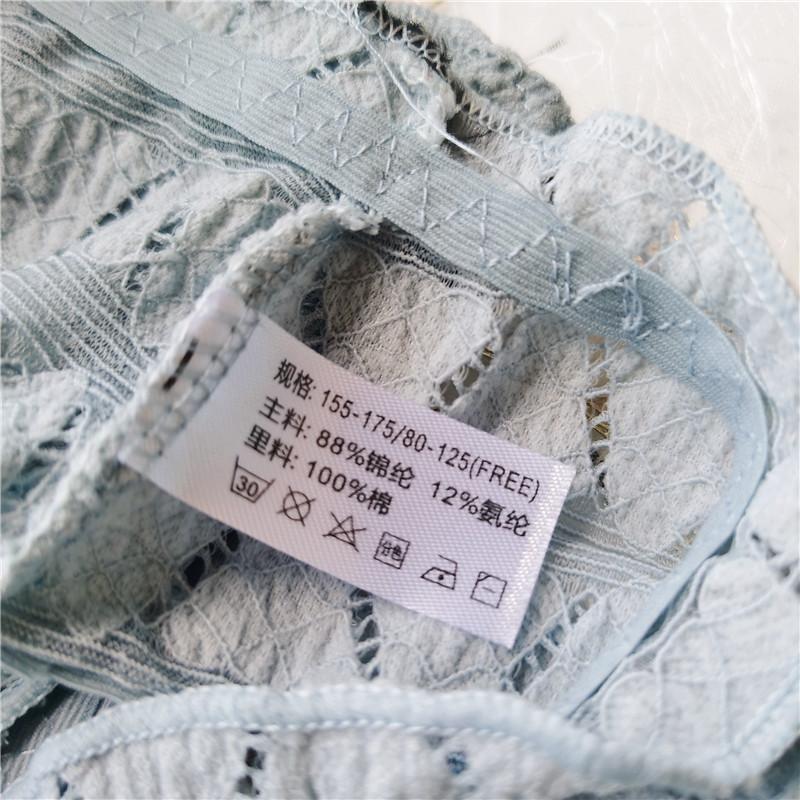 规格: 155-175/80-125(FREE)
主料: 88%锦纶 12%氨纶
里料: 100%棉
30